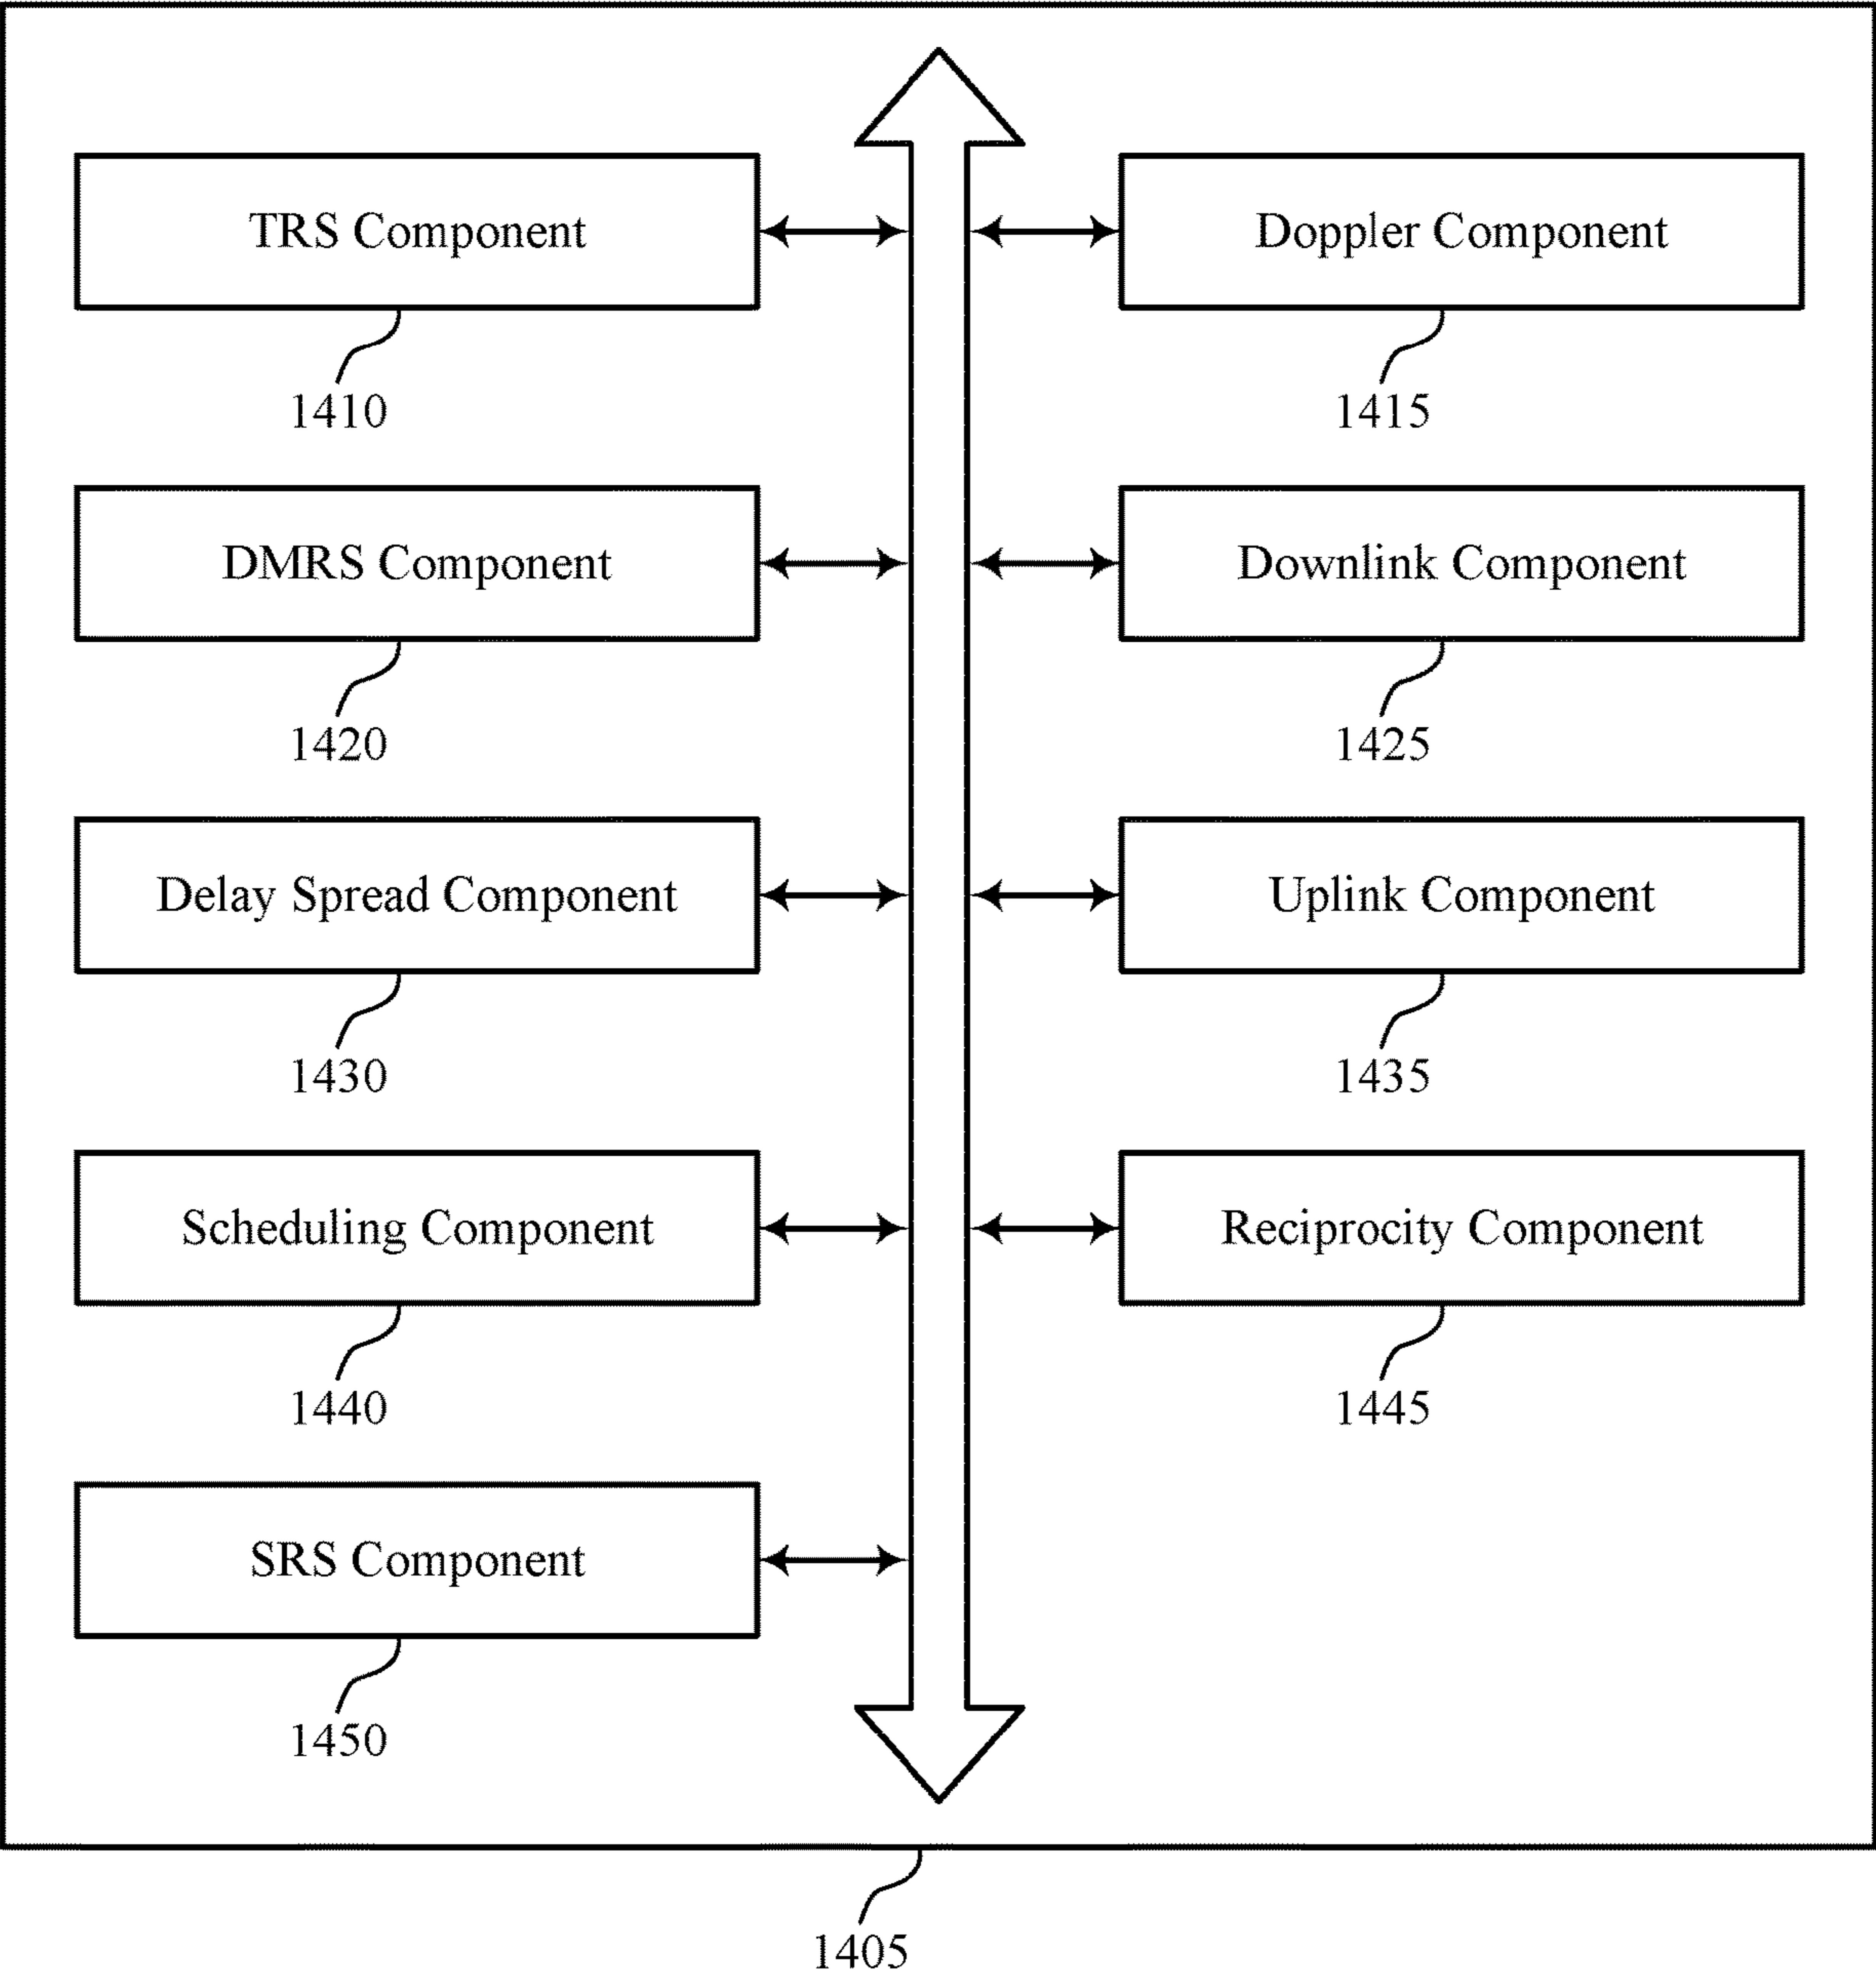 TRS Component
Doppler Component
1410
1415
DMRS Component
Downlink Component
1420
1425
Delay Spread Component
Uplink Component
1430
1435
Scheduling Component
Reciprocity Component
1440
1445
SRS Component
1450
1405